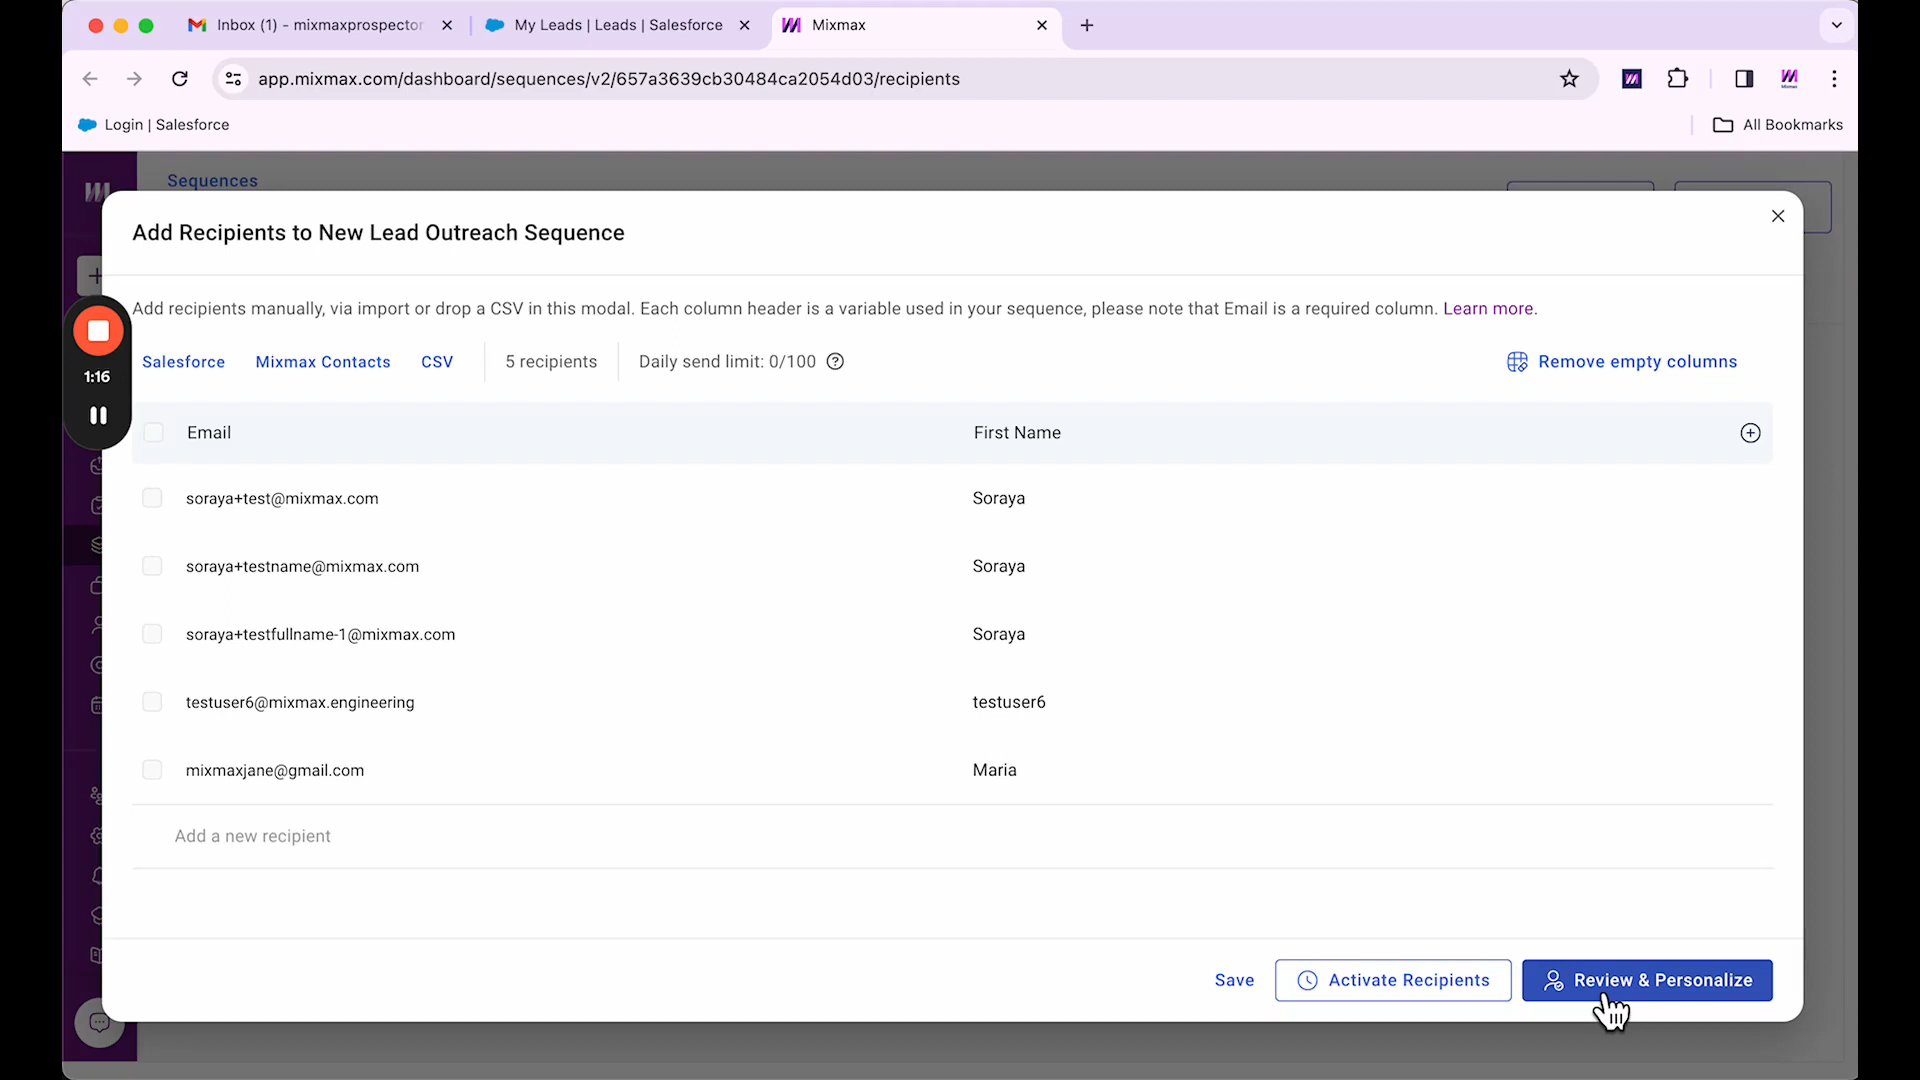 Inbox (1) - mixmaxprospector
My Leads | Leads | Salesforce
Mixmax
app.mixmax.com/dashboard/sequences/v2/657a3639cb30484ca2054d03/recipients
Mixmax
Login | Salesforce
All Bookmarks
Sequences
Add Recipients to New Lead Outreach Sequence
Add recipients manually, via import or drop a CSV in this modal. Each column header is a variable used in your sequence, please note that Email is a required column. Learn more.
1:16
Salesforce
Mixmax Contacts
CSV
5 recipients
Daily send limit: 0/100
Remove empty columns
Email
First Name
soraya+test@mixmax.com
Soraya
soraya+testname@mixmax.com
Soraya
soraya+testfullname-1@mixmax.com
Soraya
testuser6@mixmax.engineering
testuser6
mixmaxjane@gmail.com
Maria
Add a new recipient
Save
Activate Recipients
Review & Personalize